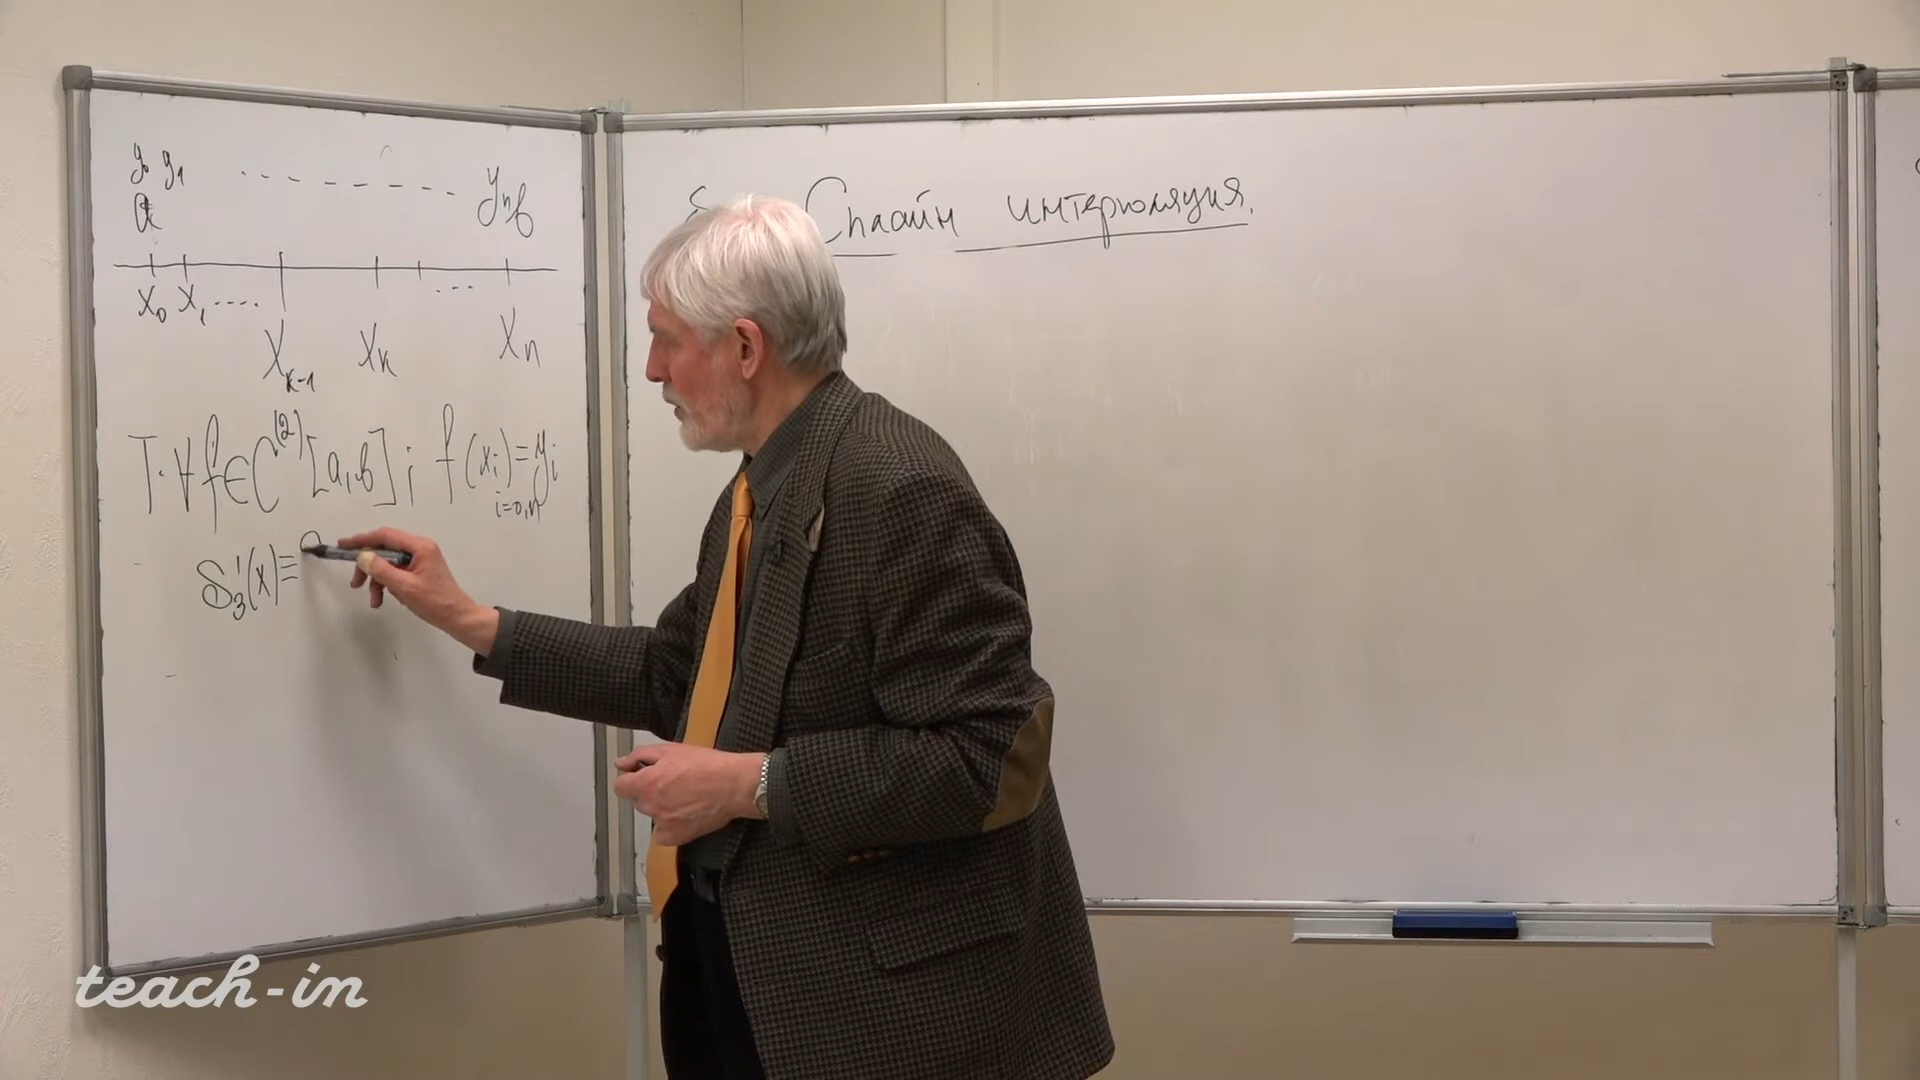 y₀ y₁ - - - - - - - yₙ
a b
x₀ x₁ .... ...
xₖ₋₁ xₖ xₙ
T. ∀f∈C⁽²⁾[a,b]; f(xᵢ)=yᵢ
i=0,n
S₃'(x)≡
Сплайн интерполяция.
teach-in